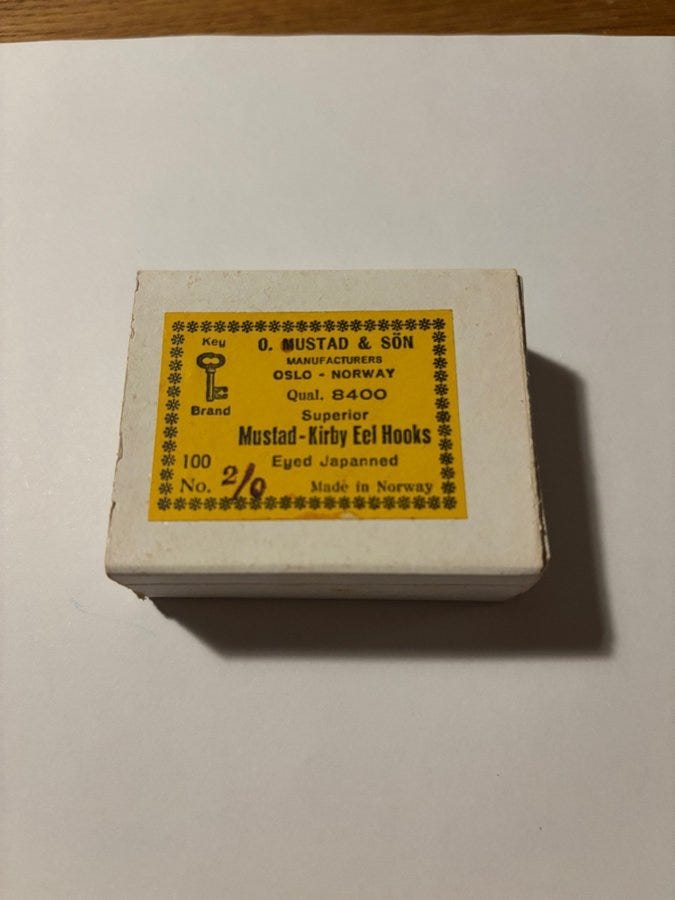 Key
Brand
O. MUSTAD & SÖN
MANUFACTURERS
OSLO - NORWAY
Qual. 8400
Superior
Mustad-Kirby Eel Hooks
100 Eyed Japanned
No. 2/0 Made in Norway